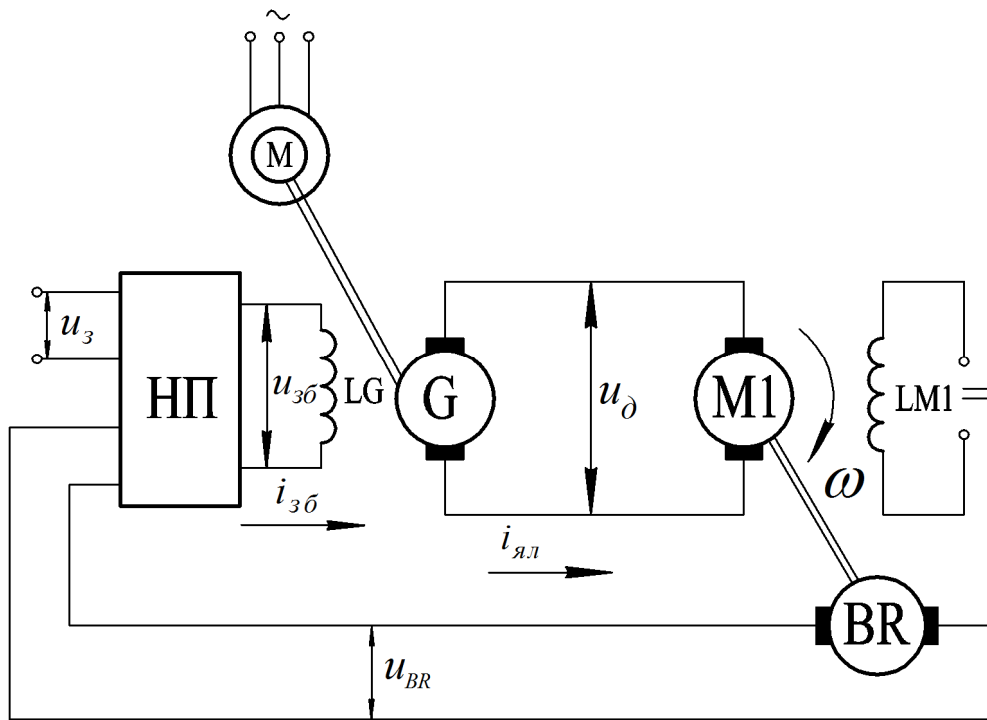 ~
M
u_з
НП
u_зб
LG
G
u_д
M1
LM1
=
ω
i_зб
i_ял
BR
u_BR